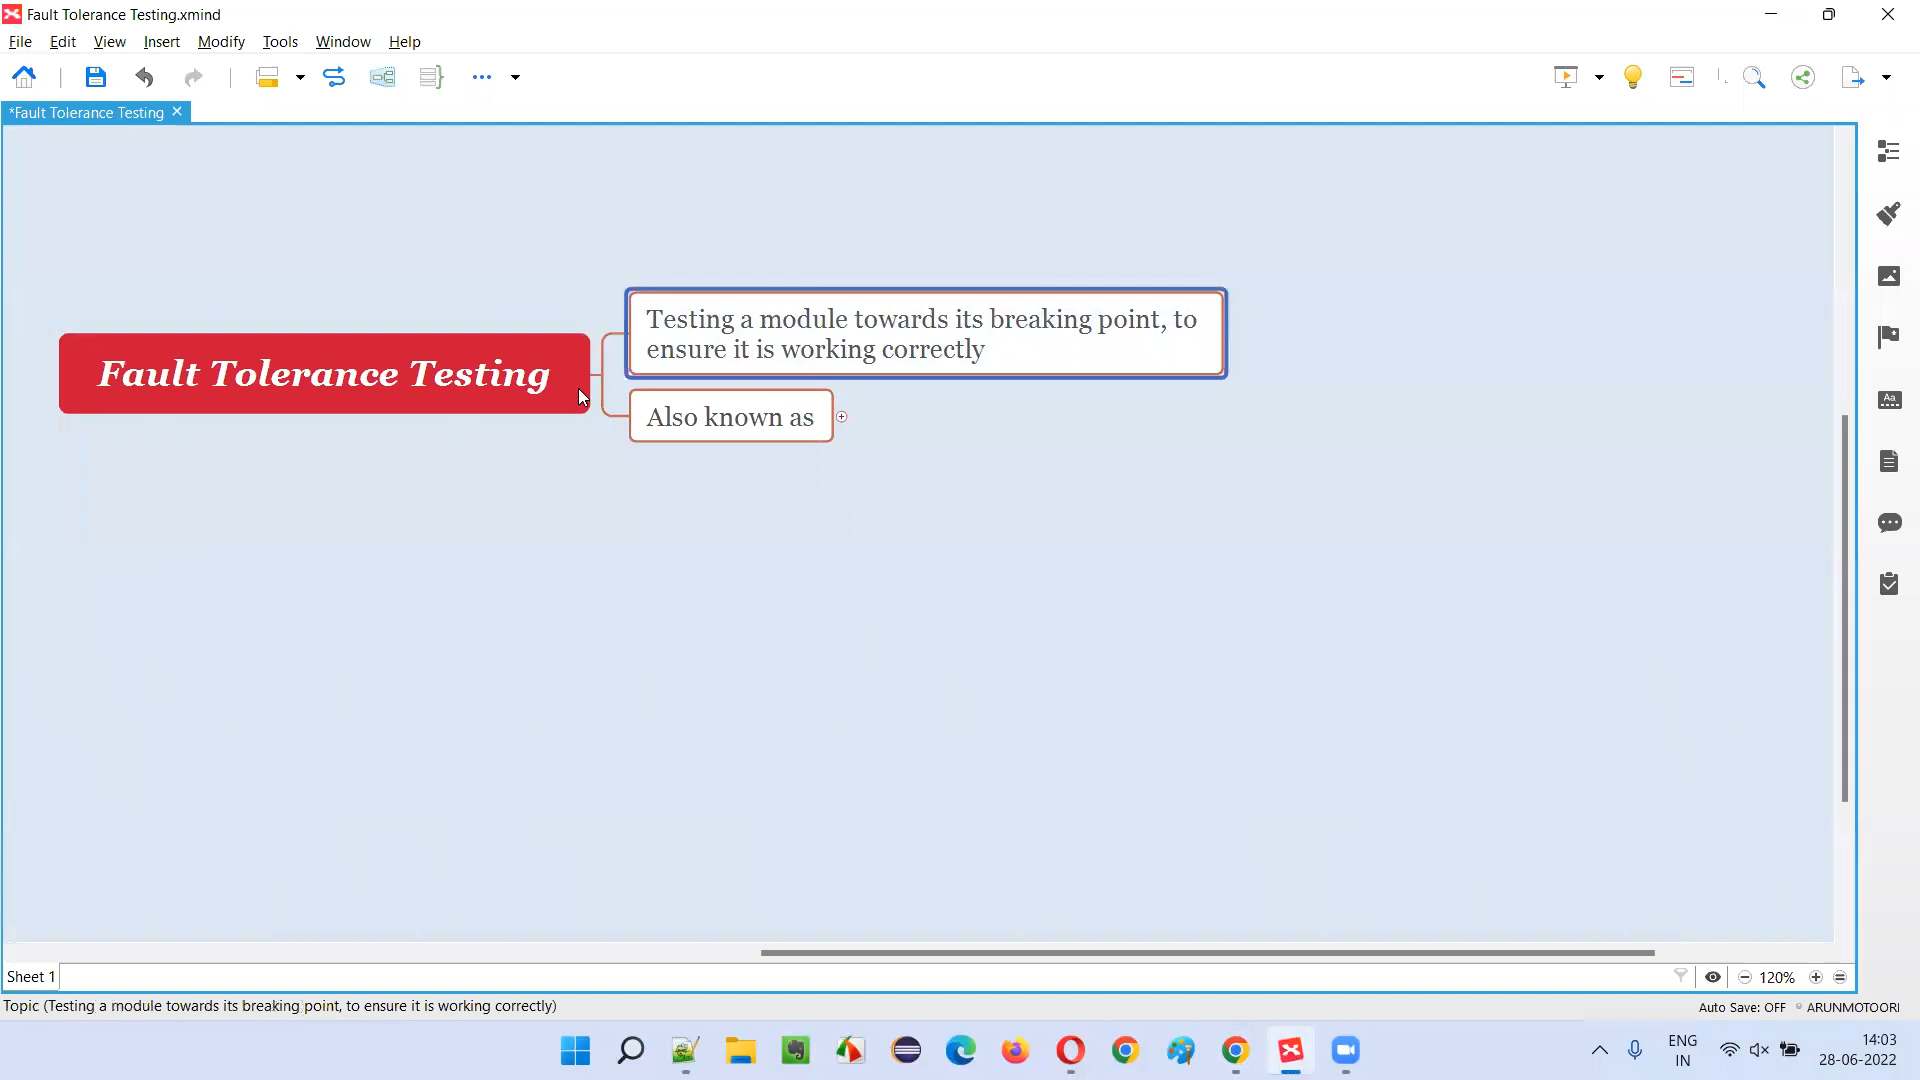 Fault Tolerance Testing.xmind
File Edit View Insert Modify Tools Window Help
*Fault Tolerance Testing
Testing a module towards its breaking point, to
ensure it is working correctly
Fault Tolerance Testing
Also known as
Aa
Sheet 1
120%
Topic (Testing a module towards its breaking point, to ensure it is working correctly)
Auto Save: OFF ARUNMOTOORI
ENG
IN
14:03
28-06-2022